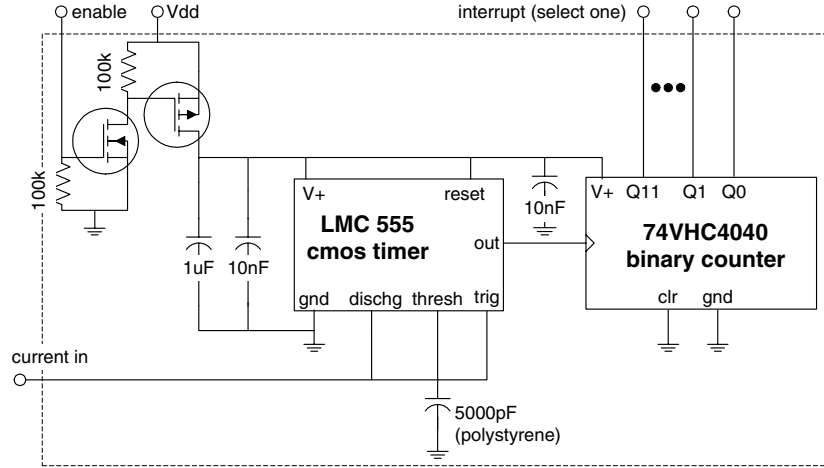 enable
Vdd
interrupt (select one)
100k
100k
V+
reset
LMC 555
cmos timer
out
gnd
dischg
thresh
trig
1uF
10nF
10nF
V+
Q11
Q1
Q0
74VHC4040
binary counter
clr
gnd
current in
5000pF
(polystyrene)